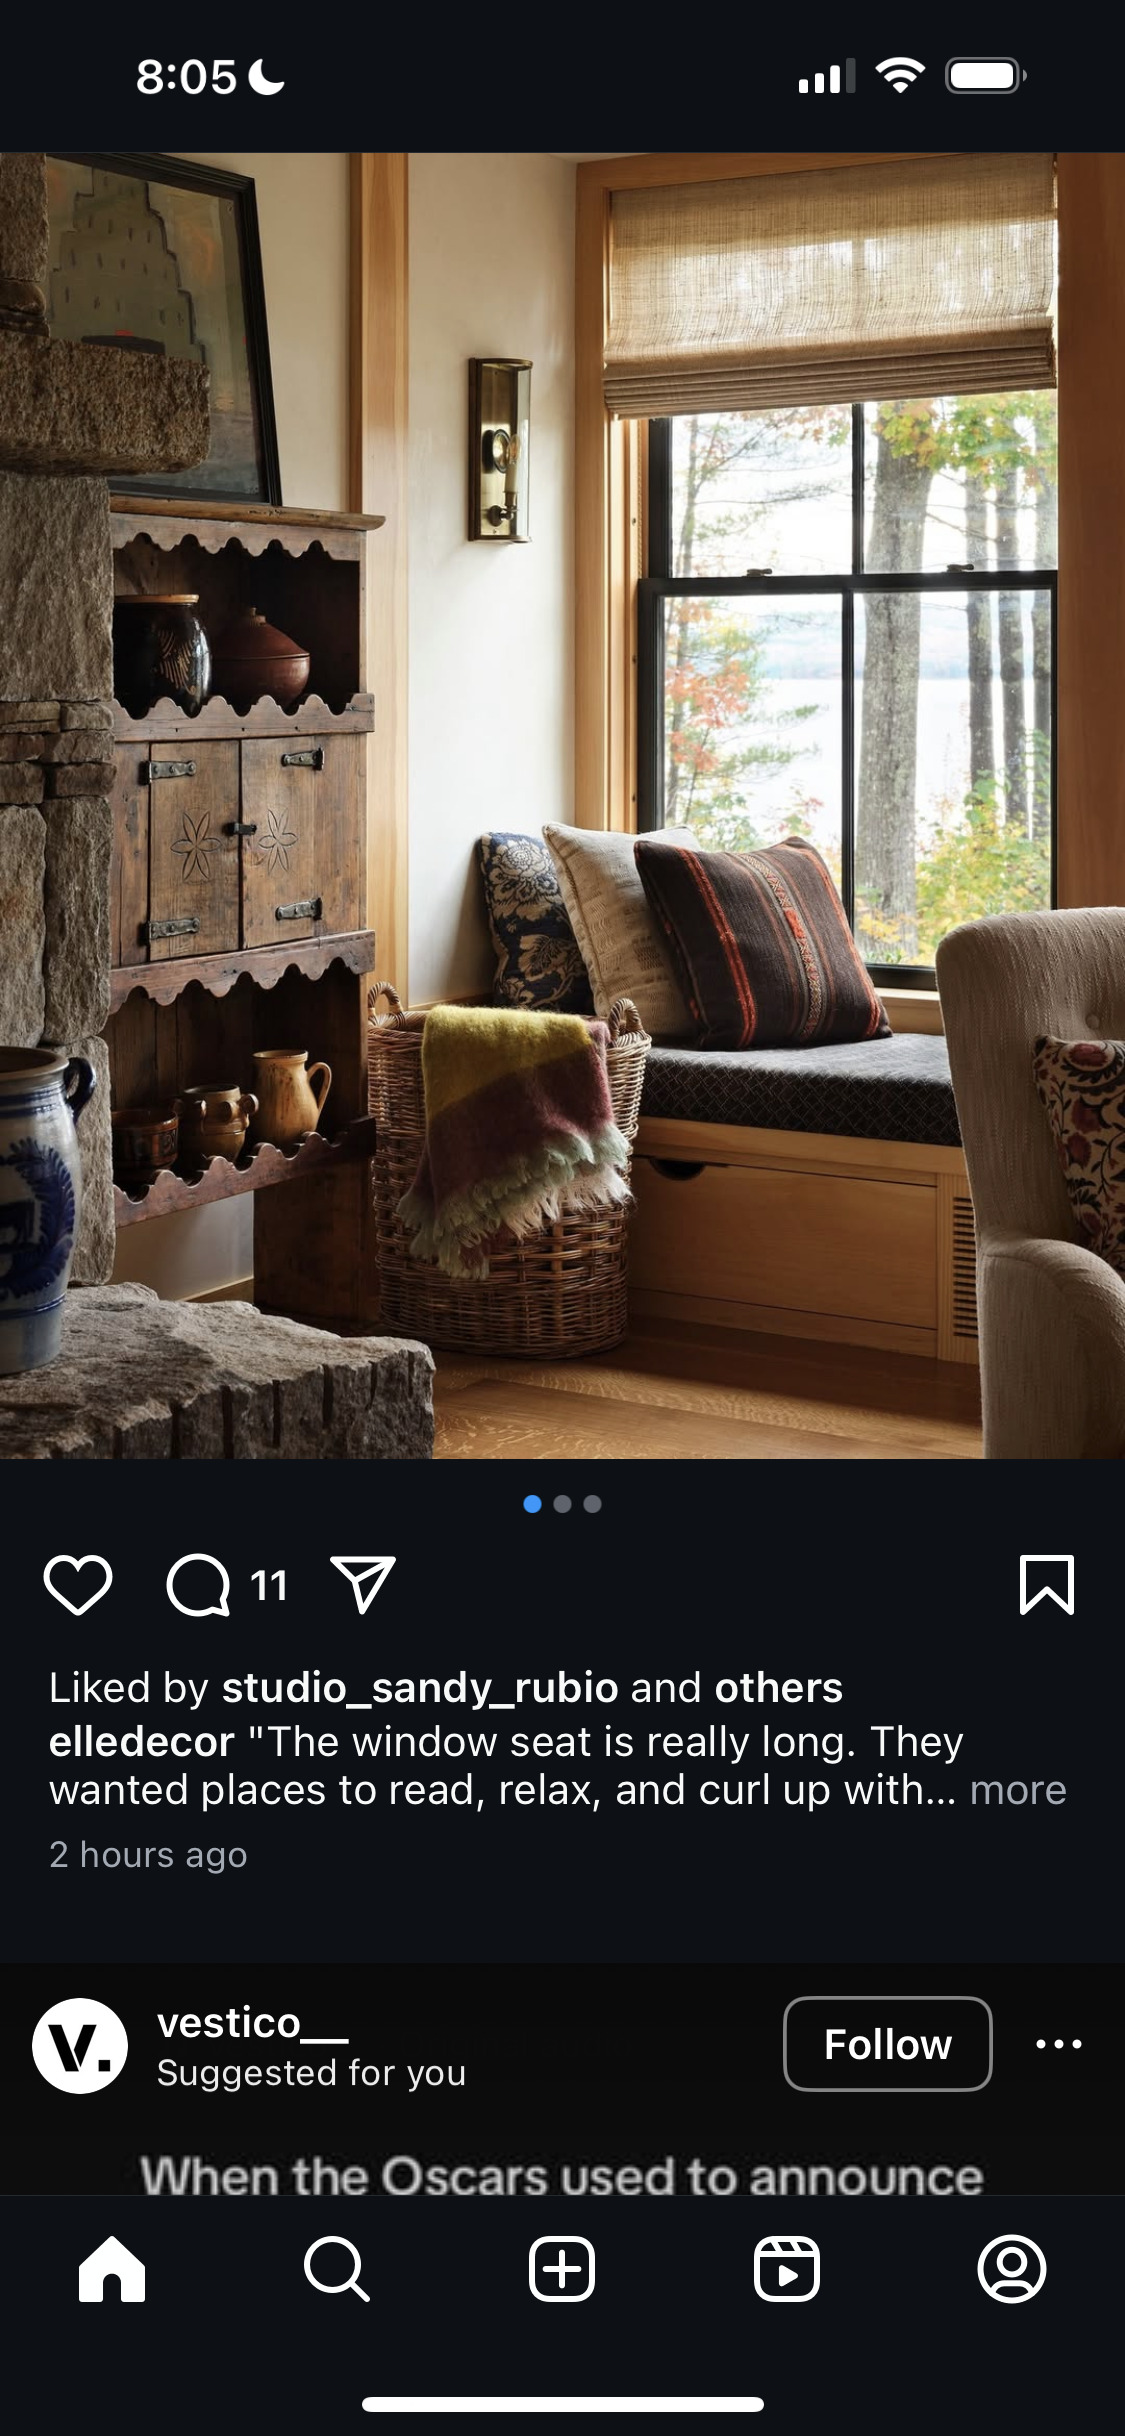 8:05
11
Liked by studio_sandy_rubio and others
elledecor "The window seat is really long. They
wanted places to read, relax, and curl up with... more
2 hours ago
V.
vestico__
Suggested for you
Follow
When the Oscars used to announce